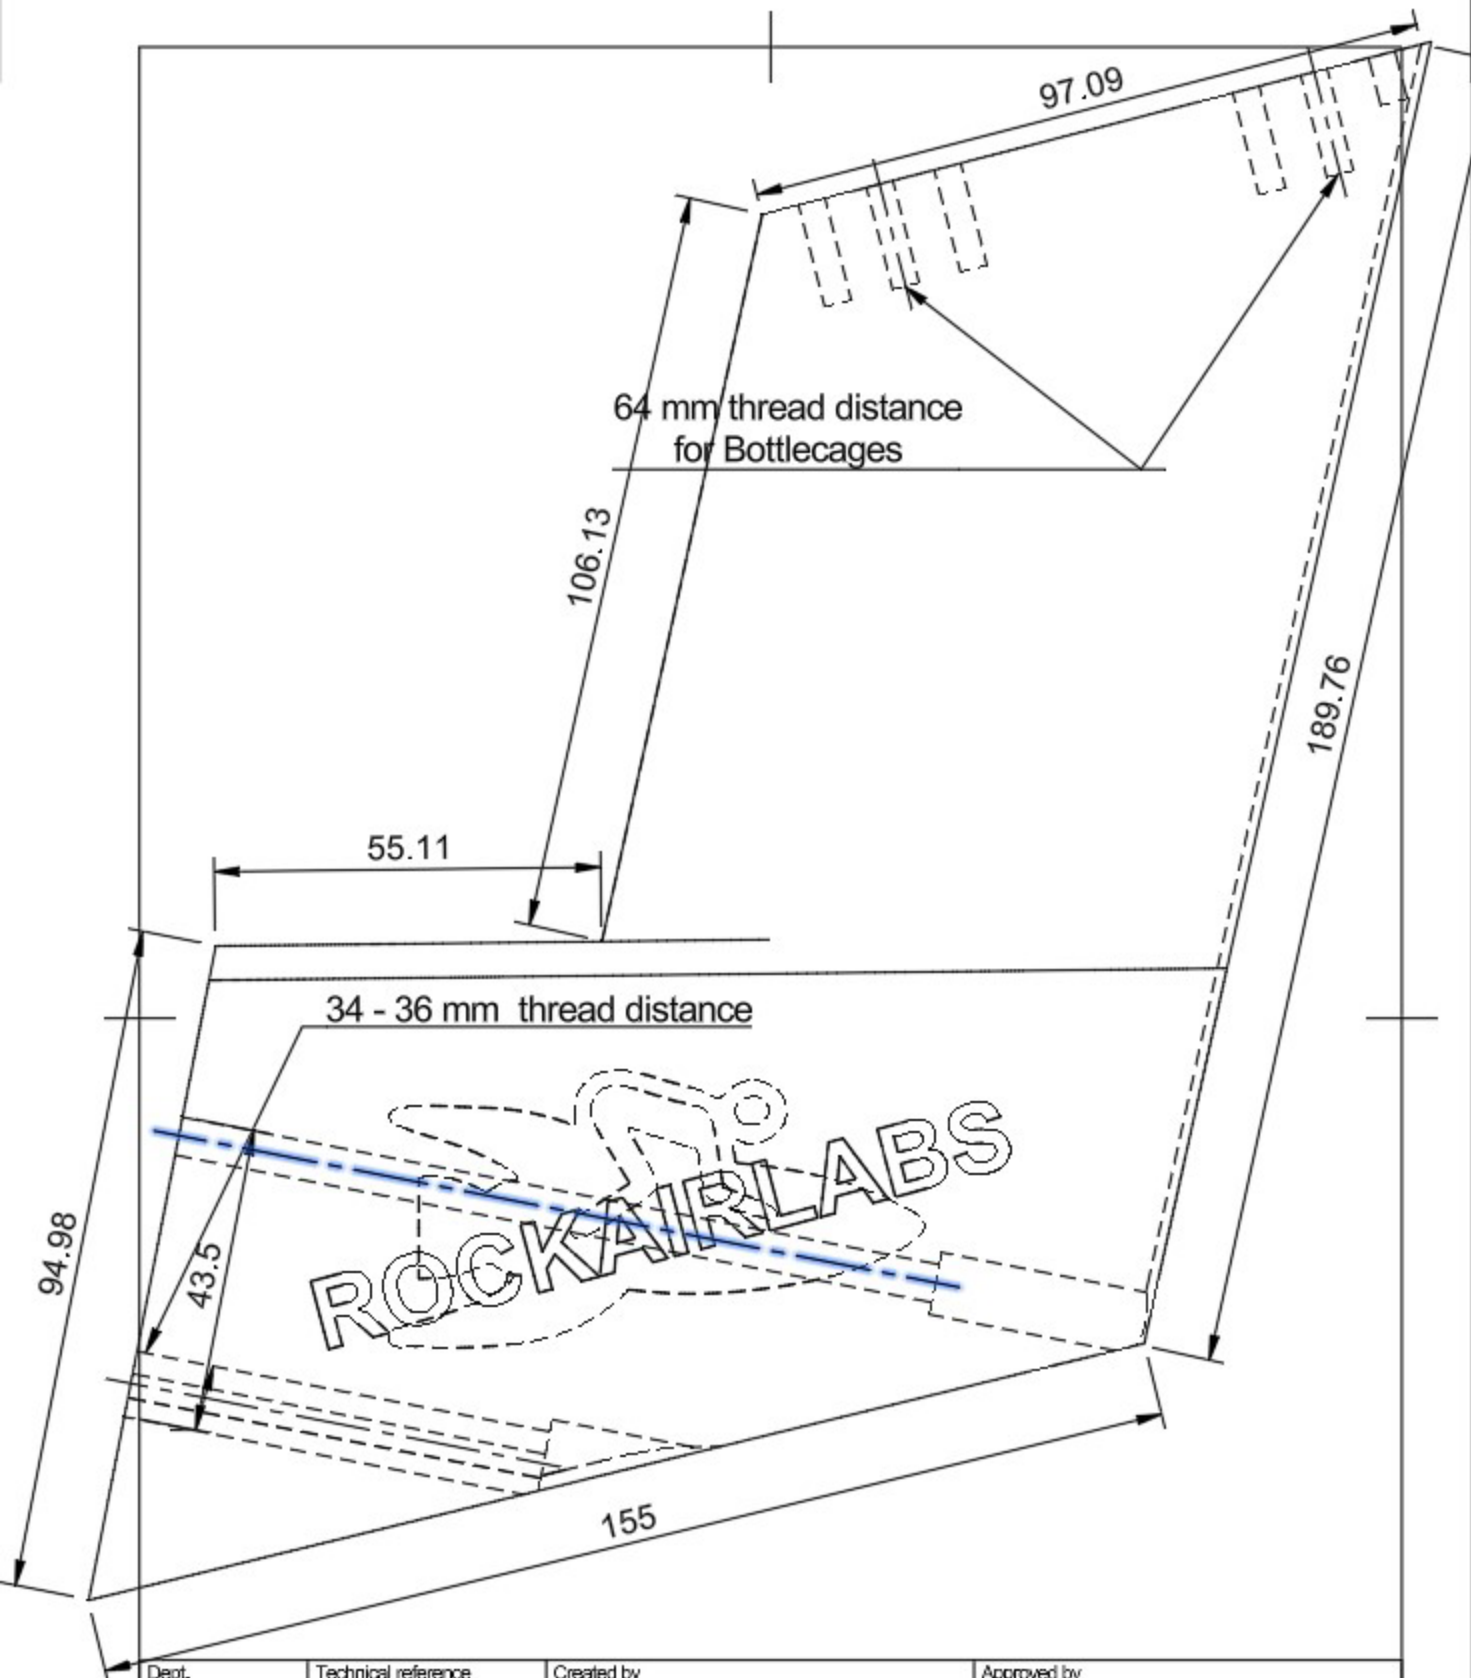 97.09
64 mm thread distance
for Bottlecages
106.13
189.76
55.11
34 - 36 mm  thread distance
ROCKAIRLABS
94.98
43.5
155
Dept.
Technical reference
Created by
Approved by